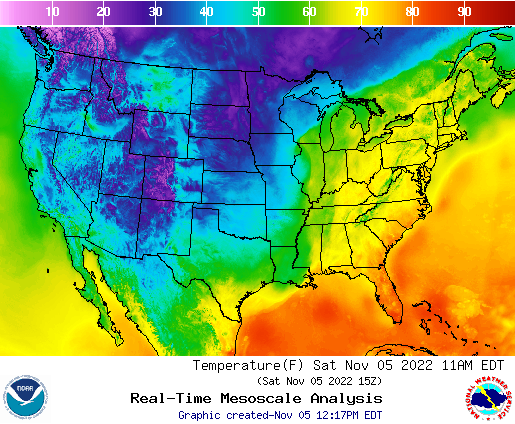 10 20 30 40 50 60 70 80 90
Temperature(F) Sat Nov 05 2022 11AM EDT
(Sat Nov 05 2022 15Z)
Real-Time Mesoscale Analysis
Graphic created-Nov 05 12:17PM EDT
NOAA
NATIONAL WEATHER SERVICE